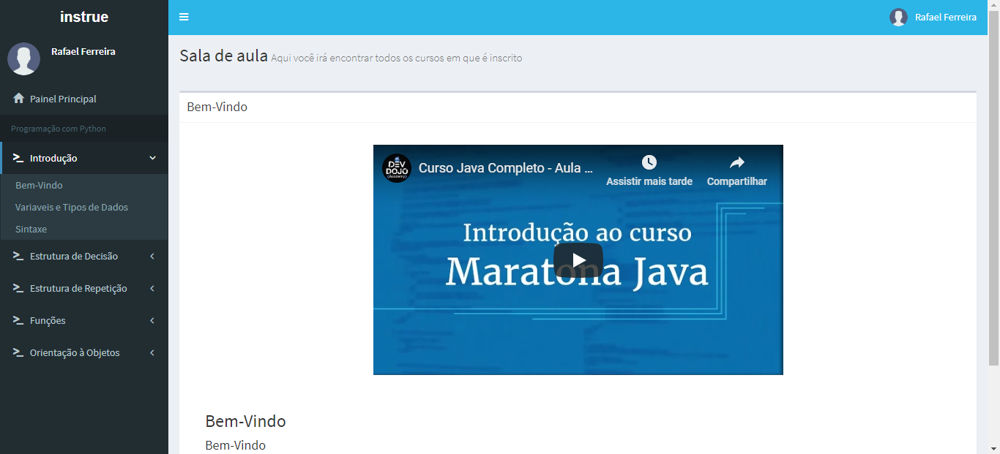 instrue
Rafael Ferreira
Rafael Ferreira
Painel Principal
Programação com Python
Introdução
Bem-Vindo
Variaveis e Tipos de Dados
Sintaxe
Estrutura de Decisão
Estrutura de Repetição
Funções
Orientação à Objetos
Sala de aula Aqui você irá encontrar todos os cursos em que é inscrito
Bem-Vindo
DEV
DOJO
(Academy)
Curso Java Completo - Aula ...
Assistir mais tarde
Compartilhar
Introdução ao curso
Maratona Java
Bem-Vindo
Bem-Vindo